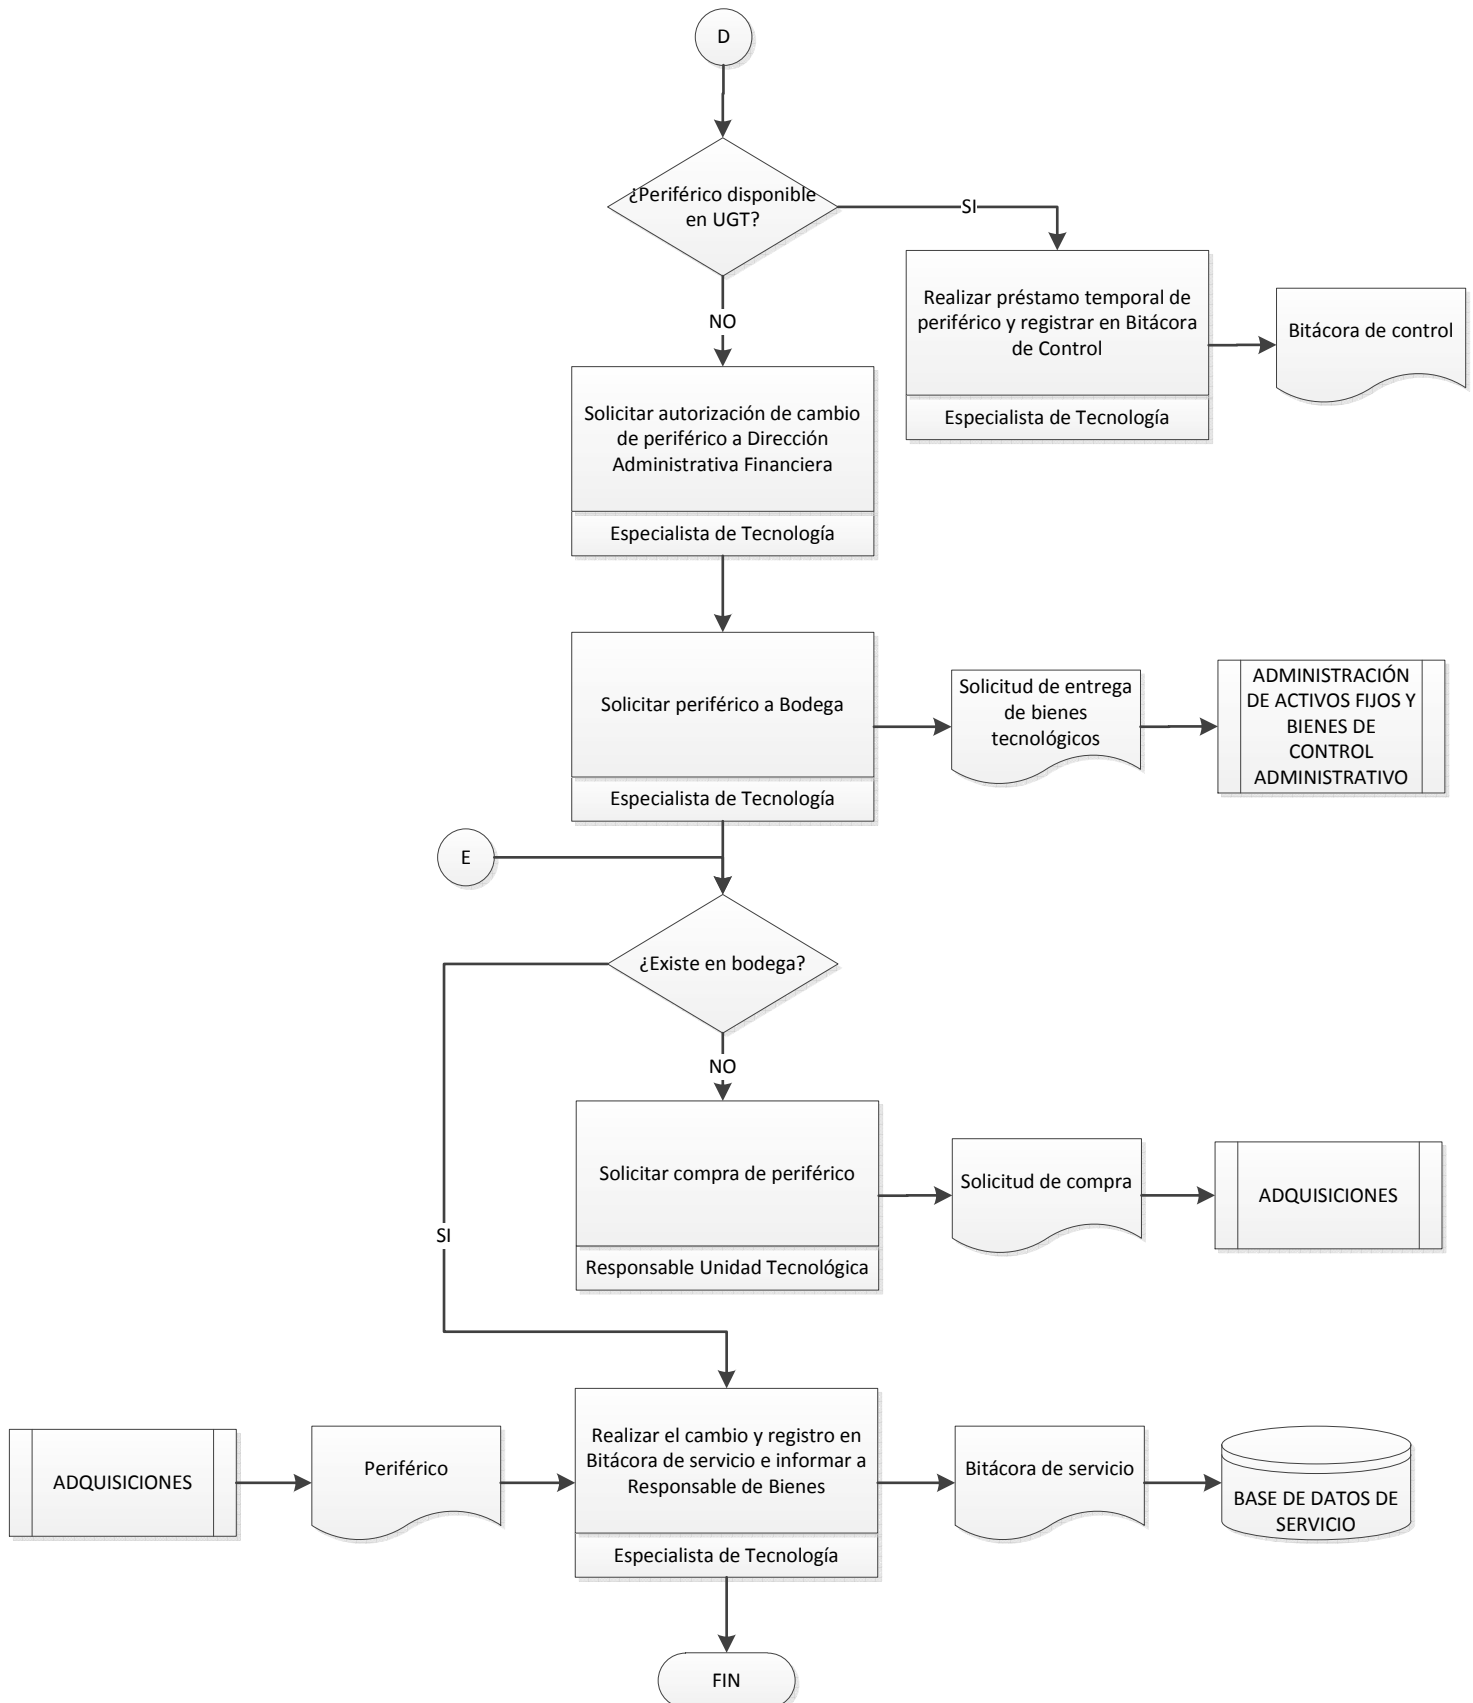 D
¿Periférico disponible
en UGT?
SI
NO
Realizar préstamo temporal de
periférico y registrar en Bitácora
de Control
Especialista de Tecnología
Bitácora de control
Solicitar autorización de cambio
de periférico a Dirección
Administrativa Financiera
Especialista de Tecnología
Solicitar periférico a Bodega
Especialista de Tecnología
Solicitud de entrega
de bienes
tecnológicos
ADMINISTRACIÓN
DE ACTIVOS FIJOS Y
BIENES DE
CONTROL
ADMINISTRATIVO
E
¿Existe en bodega?
NO
SI
Solicitar compra de periférico
Responsable Unidad Tecnológica
Solicitud de compra
ADQUISICIONES
ADQUISICIONES
Periférico
Realizar el cambio y registro en
Bitácora de servicio e informar a
Responsable de Bienes
Especialista de Tecnología
Bitácora de servicio
BASE DE DATOS DE
SERVICIO
FIN